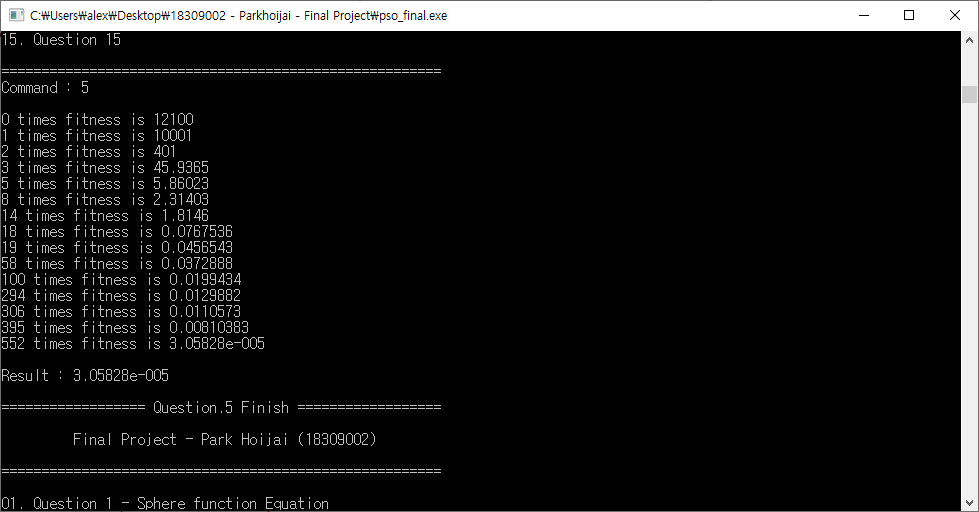 C:₩Users₩alex₩Desktop₩18309002 - Parkhoijai - Final Project₩pso_final.exe
15. Question 15
=======================================================
Command : 5
0 times fitness is 12100
1 times fitness is 10001
2 times fitness is 401
3 times fitness is 45.9365
5 times fitness is 5.86023
8 times fitness is 2.31403
14 times fitness is 1.8146
18 times fitness is 0.0767536
19 times fitness is 0.0456543
58 times fitness is 0.0372888
100 times fitness is 0.0199434
294 times fitness is 0.0129882
306 times fitness is 0.0110573
395 times fitness is 0.00810383
552 times fitness is 3.05828e-005
Result : 3.05828e-005
================== Question.5 Finish ==================
Final Project - Park Hoijai (18309002)
=======================================================
01. Question 1 - Sphere function Equation